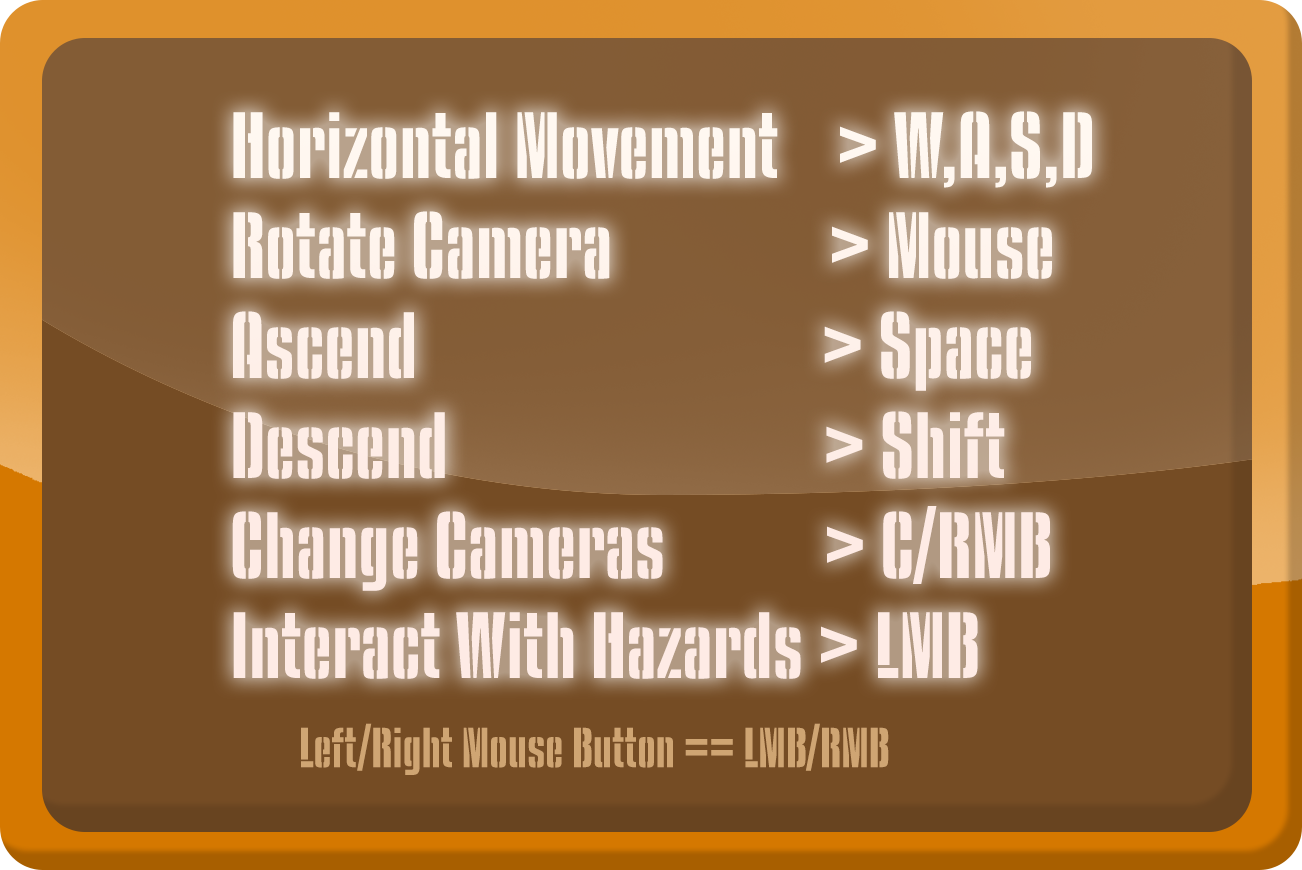 Horizontal Movement > W,A,S,D
Rotate Camera > Mouse
Ascend > Space
Descend > Shift
Change Cameras > C/RMB
Interact With Hazards > LMB
Left/Right Mouse Button == LMB/RMB